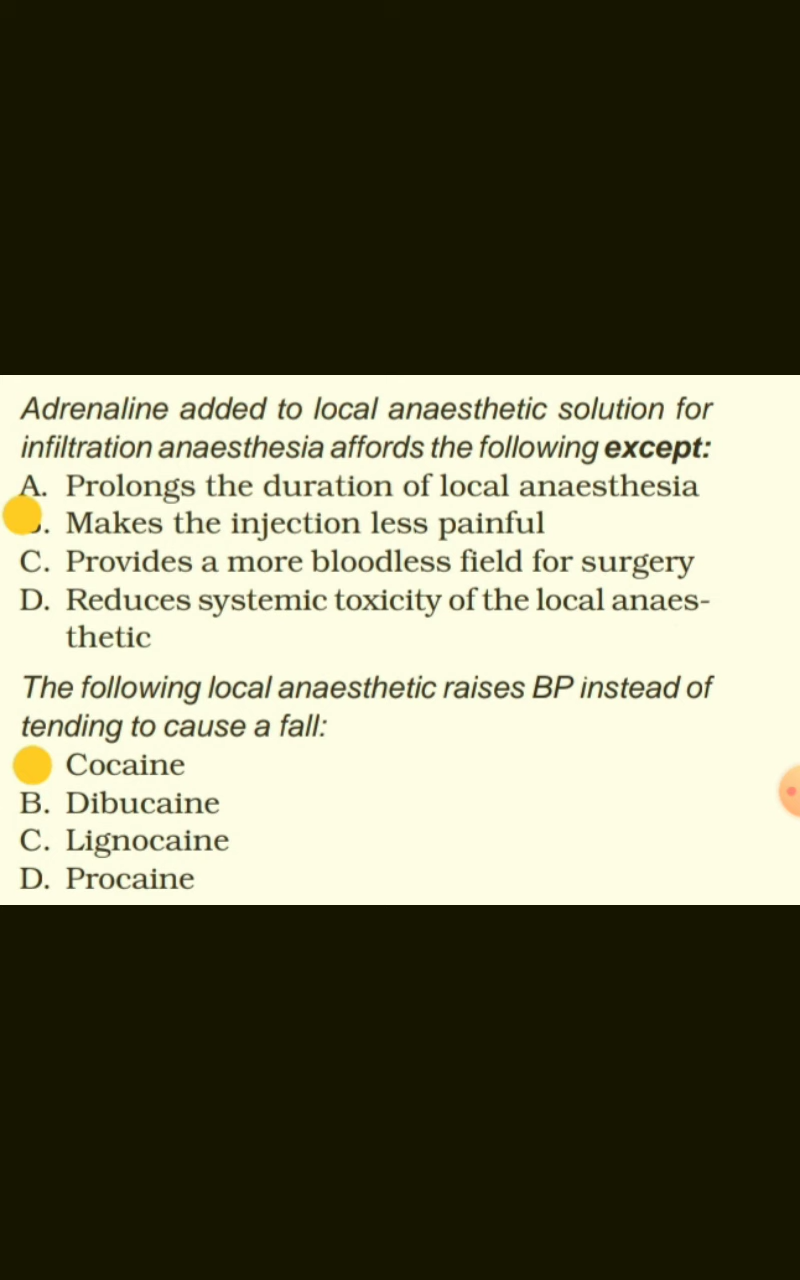 Adrenaline added to local anaesthetic solution for
infiltration anaesthesia affords the following except:
A. Prolongs the duration of local anaesthesia
. Makes the injection less painful
C. Provides a more bloodless field for surgery
D. Reduces systemic toxicity of the local anaes-
thetic
The following local anaesthetic raises BP instead of
tending to cause a fall:
Cocaine
B. Dibucaine
C. Lignocaine
D. Procaine